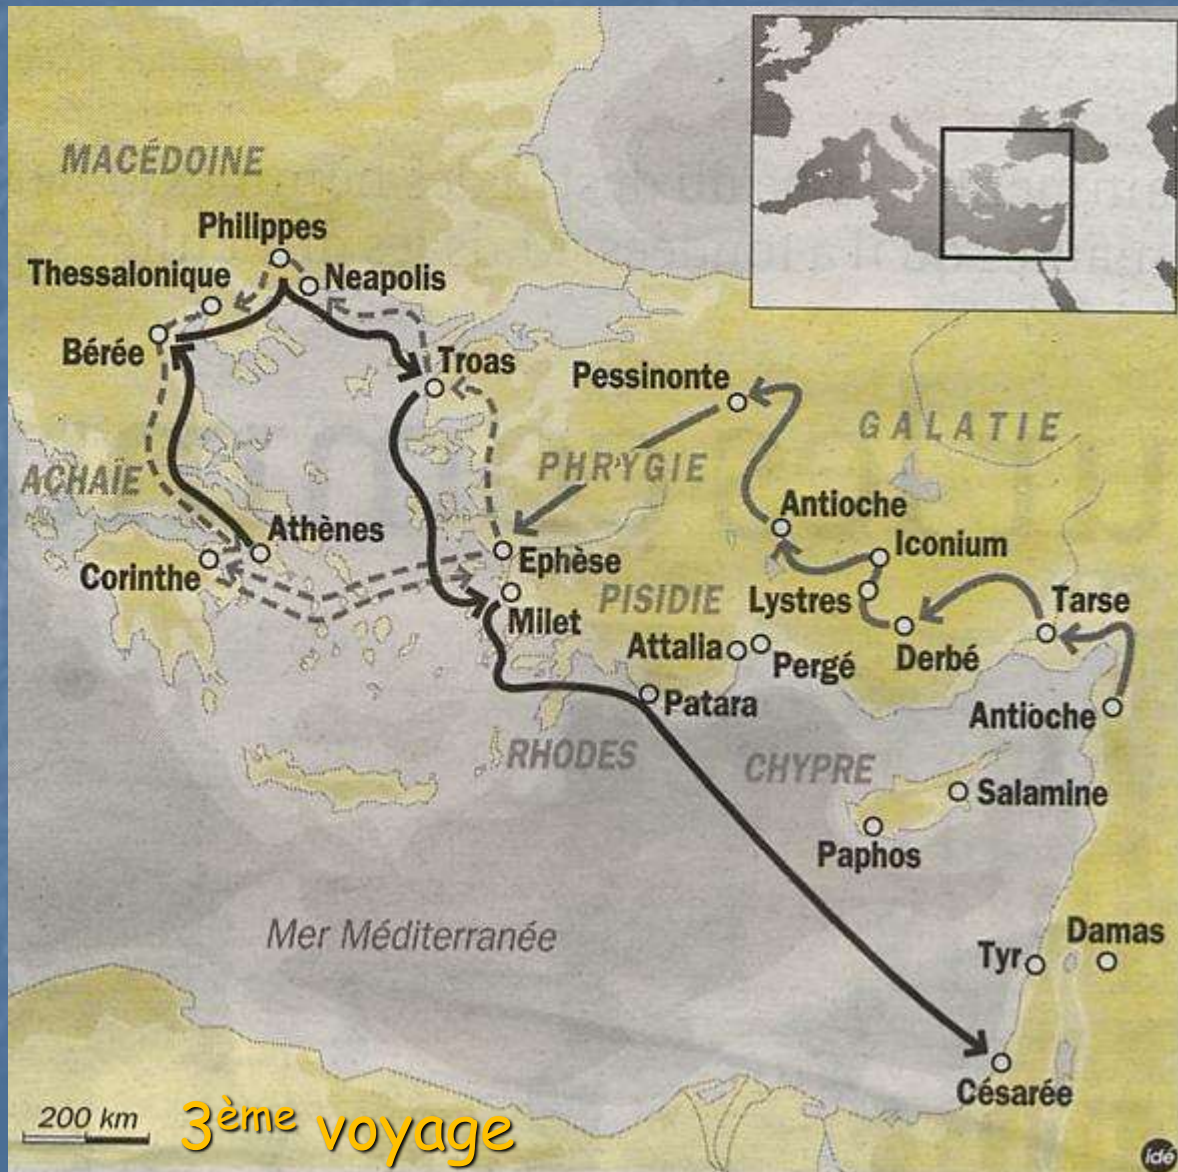 MACÉDOINE
Philippes
Thessalonique
Neapolis
Bérée
Troas
Pessinonte
GALATIE
PHRYGIE
ACHAÏE
Antioche
Athènes
Iconium
Ephèse
Corinthe
PISIDIE
Lystres
Tarse
Milet
Attalia
Pergé
Derbé
Patara
Antioche
RHODES
CHYPRE
Salamine
Paphos
Mer Méditerranée
Damas
Tyr
Césarée
200 km
3ème voyage
idé